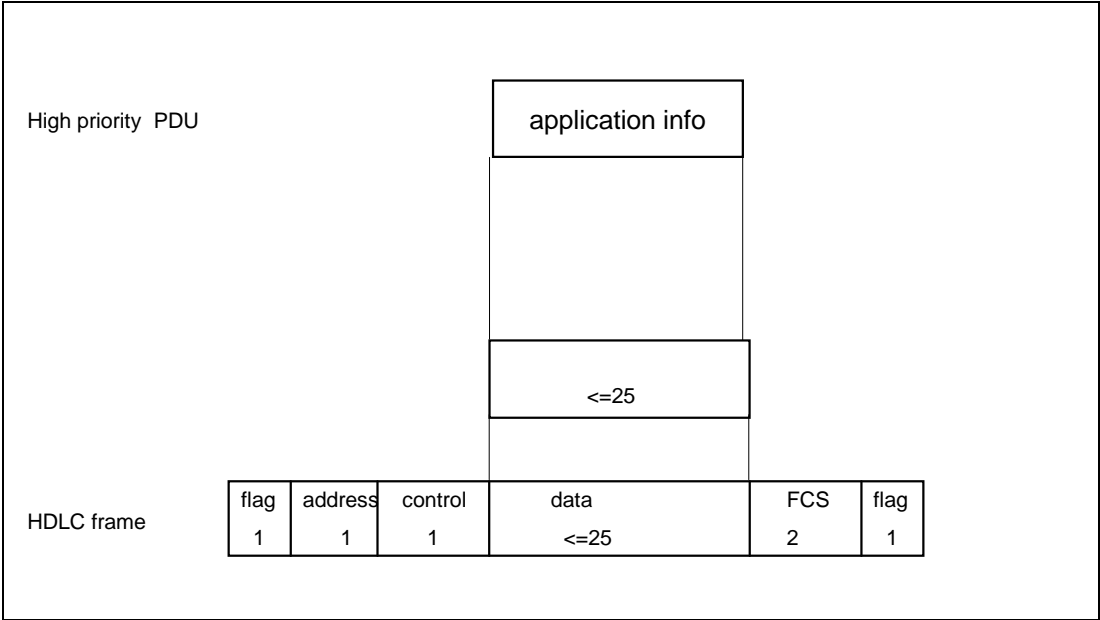 High priority PDU
application info
<=25
flag address control data FCS flag
HDLC frame
1 1 1 <=25 2 1